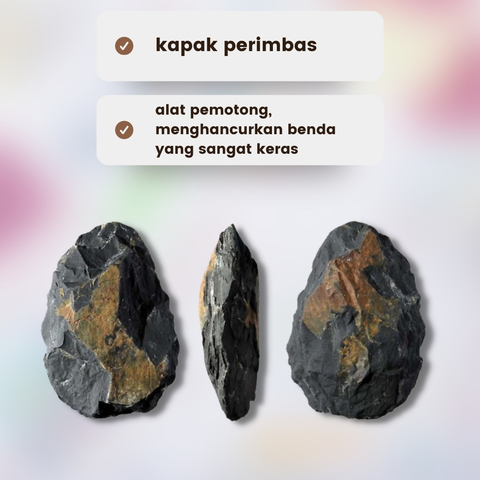 kapak perimbas
alat pemotong,
menghancurkan benda
yang sangat keras